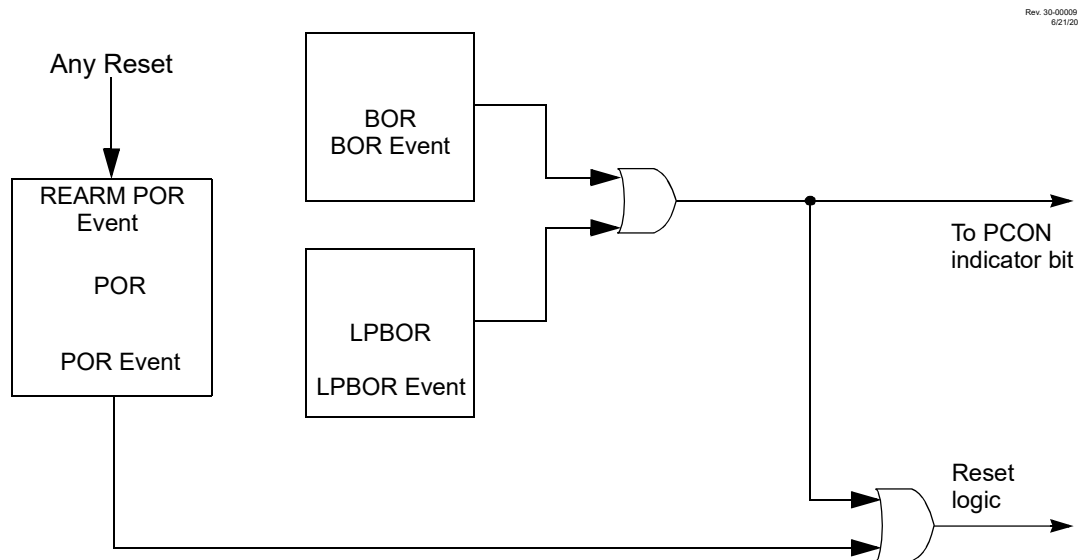 Rev. 30-00009
6/21/20
Any Reset
BOR
BOR Event
REARM POR
Event
POR
POR Event
LPBOR
LPBOR Event
To PCON
indicator bit
Reset
logic